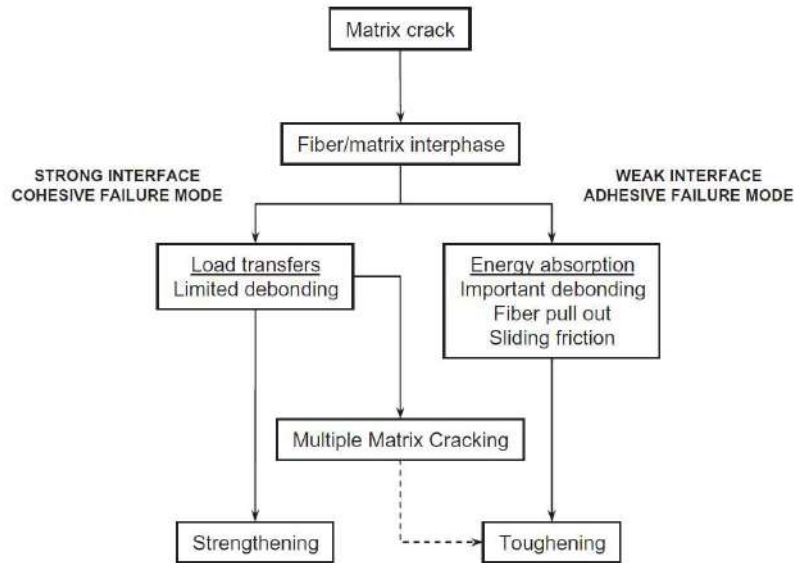 Matrix crack
Fiber/matrix interphase
STRONG INTERFACE
COHESIVE FAILURE MODE
WEAK INTERFACE
ADHESIVE FAILURE MODE
Load transfers
Limited debonding
Energy absorption
Important debonding
Fiber pull out
Sliding friction
Multiple Matrix Cracking
Strengthening
Toughening